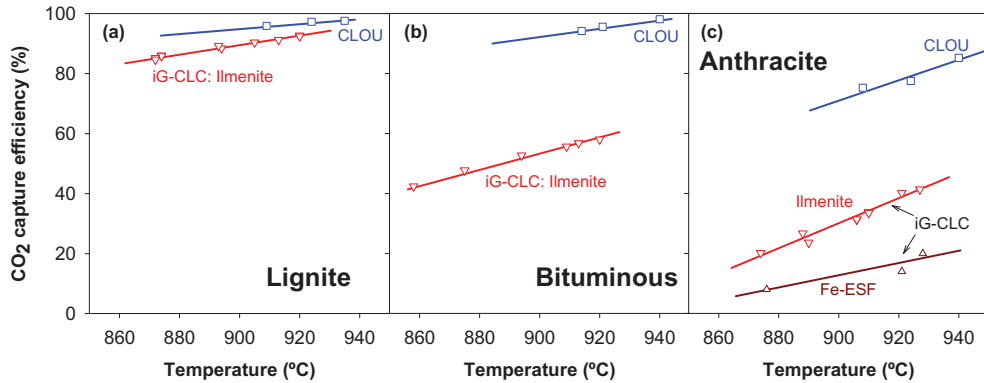 CO2 capture efficiency (%)
100
80
60
40
20
0
(a)
CLOU
iG-CLC: Ilmenite
Lignite
860 880 900 920 940
Temperature (ºC)
(b)
CLOU
iG-CLC: Ilmenite
Bituminous
860 880 900 920 940
Temperature (ºC)
(c)
CLOU
Anthracite
Ilmenite
iG-CLC
Fe-ESF
860 880 900 920 940
Temperature (ºC)